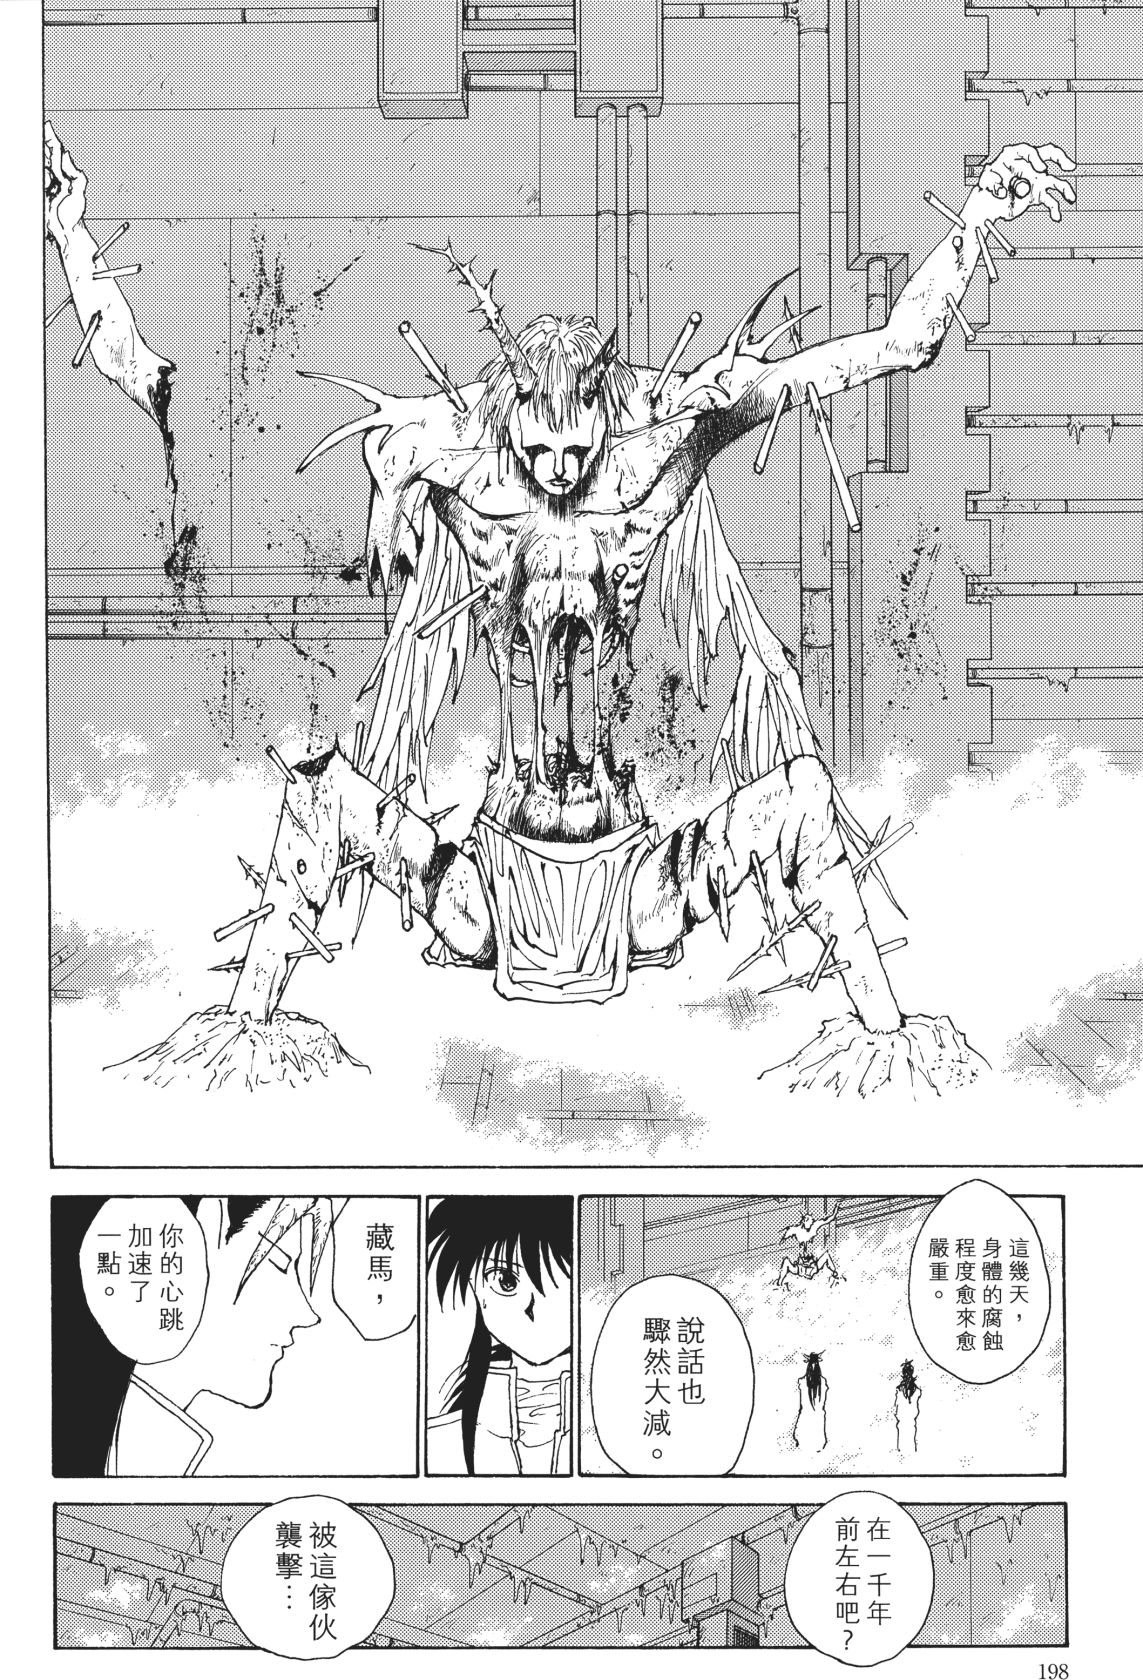 這幾天，
身體的腐蝕
程度愈來愈
嚴重。
說話也
驟然大減。
藏馬，
你的心跳
加速了
一點。
在一千年
前左右吧?
被這傢伙
襲擊…
198